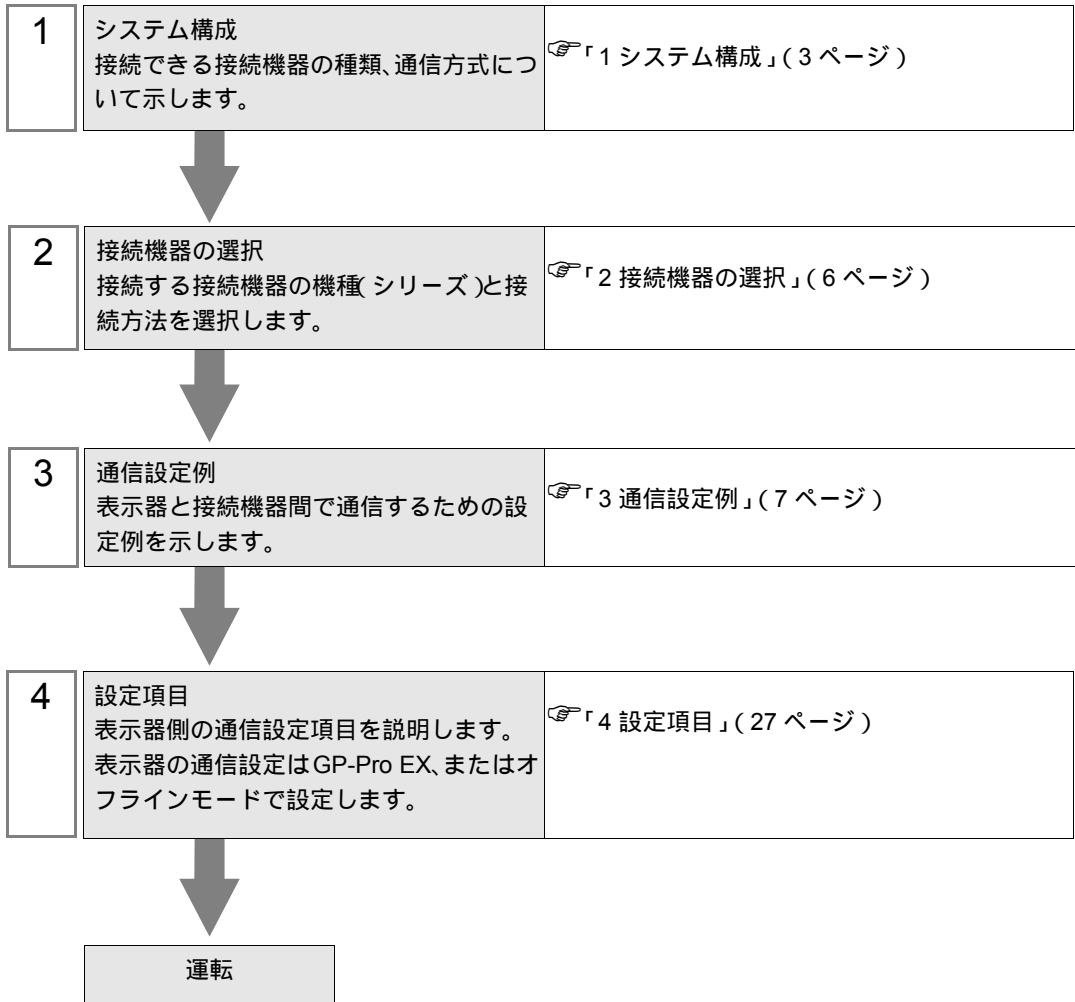 1
システム構成
接続できる接続機器の種類、通信方式につ
いて示します。
☞「1 システム構成」(3 ページ)
2
接続機器の選択
接続する接続機器の機種(シリーズ)と接
続方法を選択します。
☞「2 接続機器の選択」(6 ページ)
3
通信設定例
表示器と接続機器間で通信するための設
定例を示します。
☞「3 通信設定例」(7 ページ)
4
設定項目
表示器側の通信設定項目を説明します。
表示器の通信設定はGP-Pro EX、またはオ
フラインモードで設定します。
☞「4 設定項目」(27 ページ)
運転